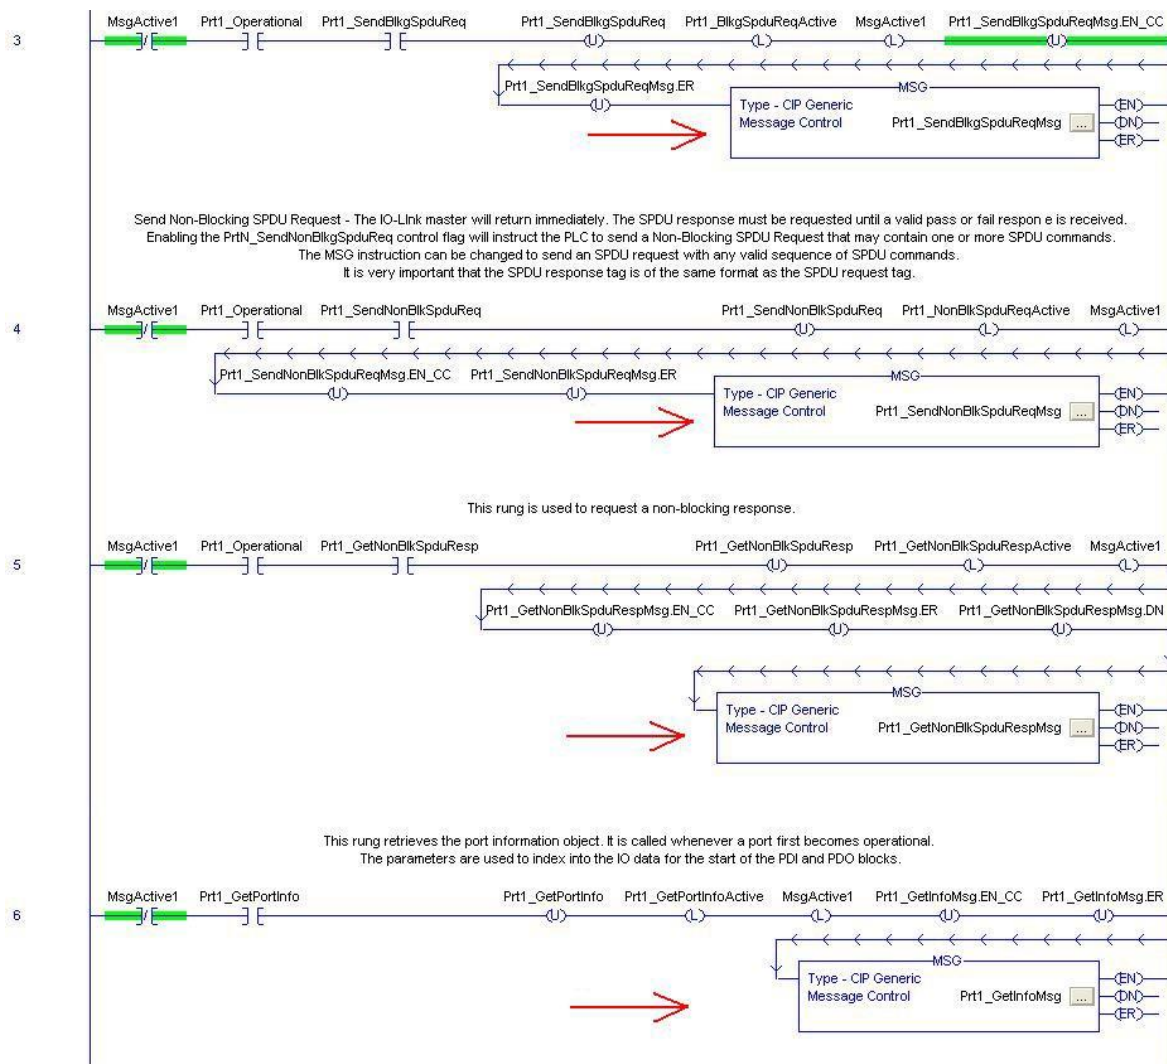 MsgActive1 Prt1_Operational Prt1_SendBlkgSpduReq Prt1_SendBlkgSpduReq Prt1_BlkgSpduReqActive MsgActive1 Prt1_SendBlkgSpduReqMsg.EN_CC
3 / U L L U
Prt1_SendBlkgSpduReqMsg.ER MSG
U Type - CIP Generic EN
Message Control Prt1_SendBlkgSpduReqMsg ... DN
ER
Send Non-Blocking SPDU Request - The IO-LInk master will return immediately. The SPDU response must be requested until a valid pass or fail respon e is received.
Enabling the PrtN_SendNonBlkgSpduReq control flag will instruct the PLC to send a Non-Blocking SPDU Request that may contain one or more SPDU commands.
The MSG instruction can be changed to send an SPDU request with any valid sequence of SPDU commands.
It is very important that the SPDU response tag is of the same format as the SPDU request tag.
MsgActive1 Prt1_Operational Prt1_SendNonBlkSpduReq Prt1_SendNonBlkSpduReq Prt1_NonBlkSpduReqActive MsgActive1
4 / U L L
Prt1_SendNonBlkSpduReqMsg.EN_CC Prt1_SendNonBlkSpduReqMsg.ER MSG
U U Type - CIP Generic EN
Message Control Prt1_SendNonBlkSpduReqMsg ... DN
ER
This rung is used to request a non-blocking response.
MsgActive1 Prt1_Operational Prt1_GetNonBlkSpduResp Prt1_GetNonBlkSpduResp Prt1_GetNonBlkSpduRespActive MsgActive1
5 / U L L
Prt1_GetNonBlkSpduRespMsg.EN_CC Prt1_GetNonBlkSpduRespMsg.ER Prt1_GetNonBlkSpduRespMsg.DN
U U U
MSG
Type - CIP Generic EN
Message Control Prt1_GetNonBlkSpduRespMsg ... DN
ER
This rung retrieves the port information object. It is called whenever a port first becomes operational.
The parameters are used to index into the IO data for the start of the PDI and PDO blocks.
MsgActive1 Prt1_GetPortInfo Prt1_GetPortInfo Prt1_GetPortInfoActive MsgActive1 Prt1_GetInfoMsg.EN_CC Prt1_GetInfoMsg.ER
6 / U L L U U
MSG
Type - CIP Generic EN
Message Control Prt1_GetInfoMsg ... DN
ER